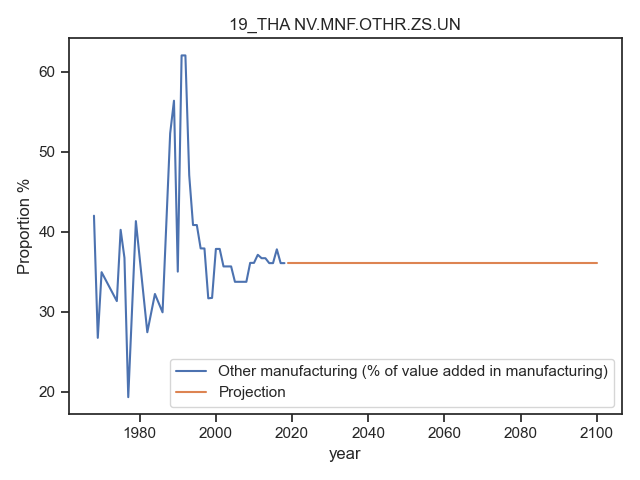 19_THA NV.MNF.OTHR.ZS.UN
60
50
40
30
20
Proportion %
Other manufacturing (% of value added in manufacturing)
Projection
1980 2000 2020 2040 2060 2080 2100
year